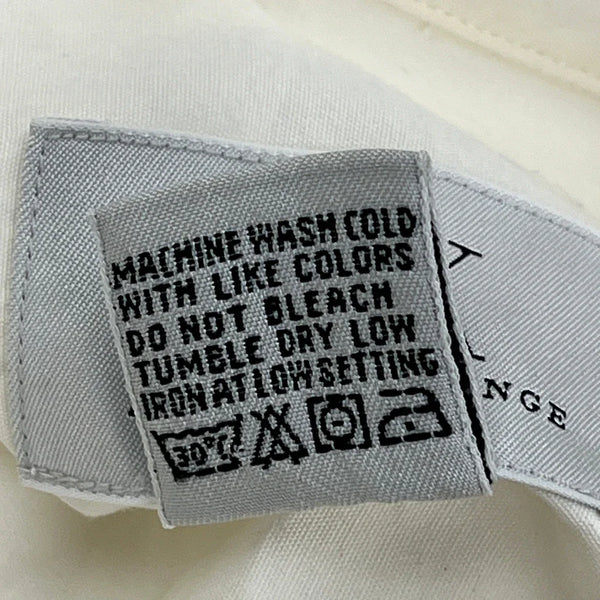 MACHINE WASH COLD
WITH LIKE COLORS
DO NOT BLEACH
TUMBLE DRY LOW
IRON AT LOW SETTING
30°C